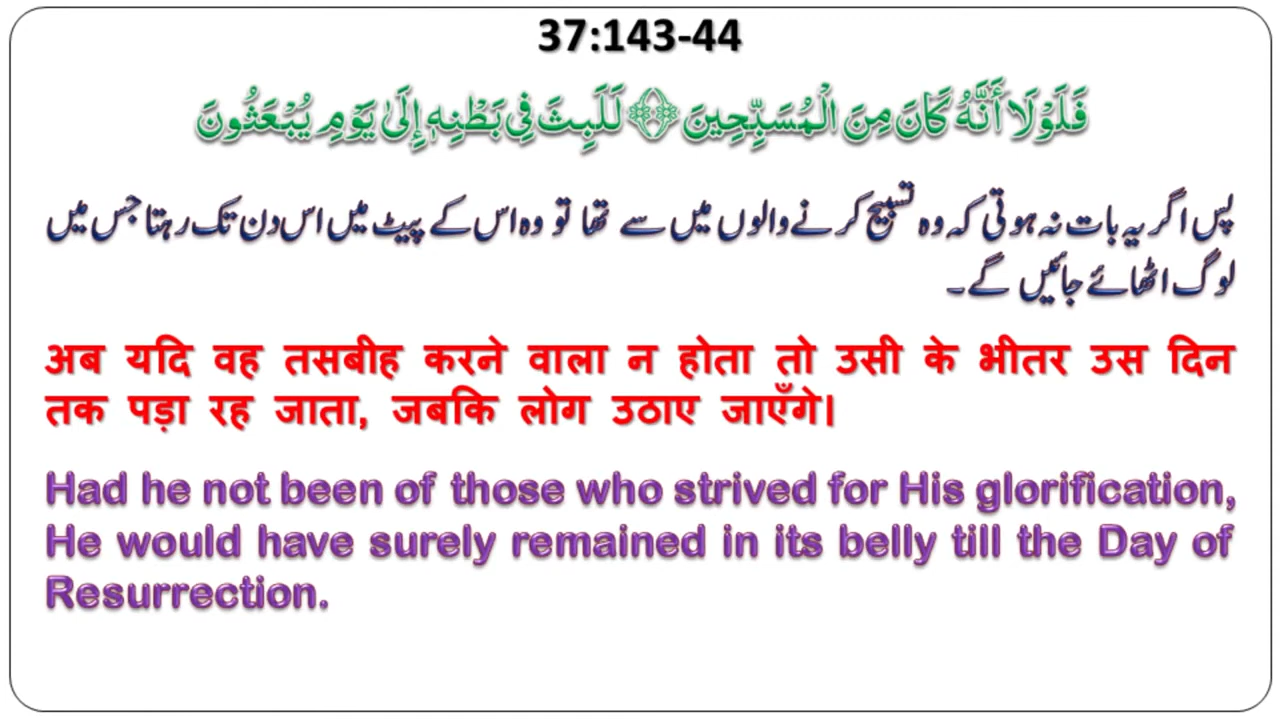 37:143-44
فَلَوْلَا أَنَّهُ كَانَ مِنَ الْمُسَبِّحِينَ ۝ لَلَبِثَ فِي بَطْنِهِ إِلَىٰ يَوْمِ يُبْعَثُونَ
پس اگر یہ بات نہ ہوتی کہ وہ تسبیح کرنے والوں میں سے تھا تو وہ اس کے پیٹ میں اس دن تک رہتا جس میں
لوگ اٹھائے جائیں گے۔
अब यदि वह तसबीह करने वाला न होता तो उसी के भीतर उस दिन
तक पड़ा रह जाता, जबकि लोग उठाए जाएँगे।
Had he not been of those who strived for His glorification,
He would have surely remained in its belly till the Day of
Resurrection.